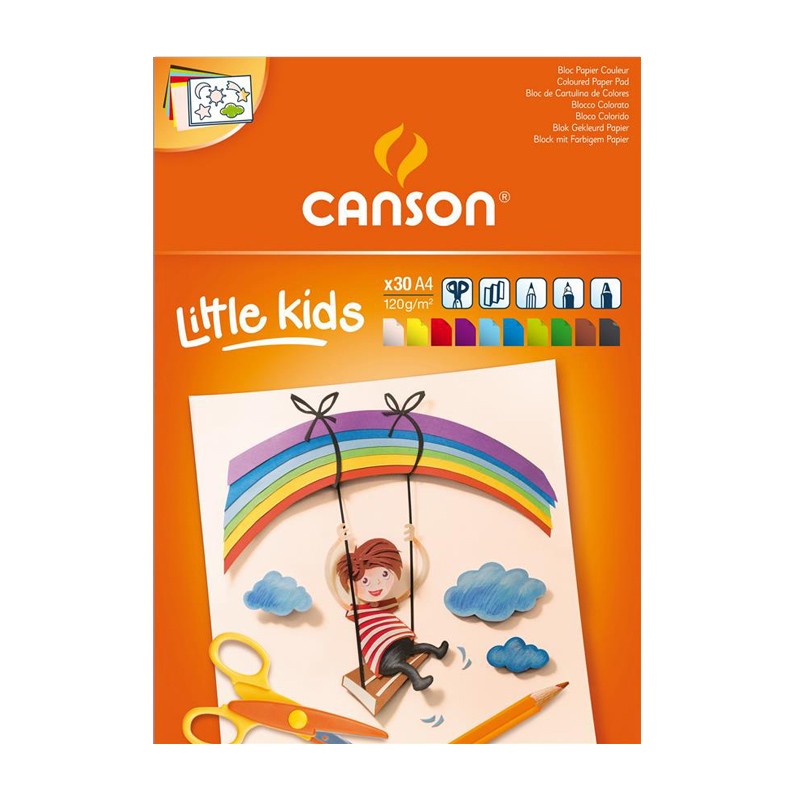 Bloc Papier Couleur
Coloured Paper Pad
Bloc de Cartulina de Colores
Blocco Colorato
Bloco Colorido
Blok Gekleurd Papier
Block mit Farbigem Papier
CANSON®
Little kids
x30 A4
120g/m²